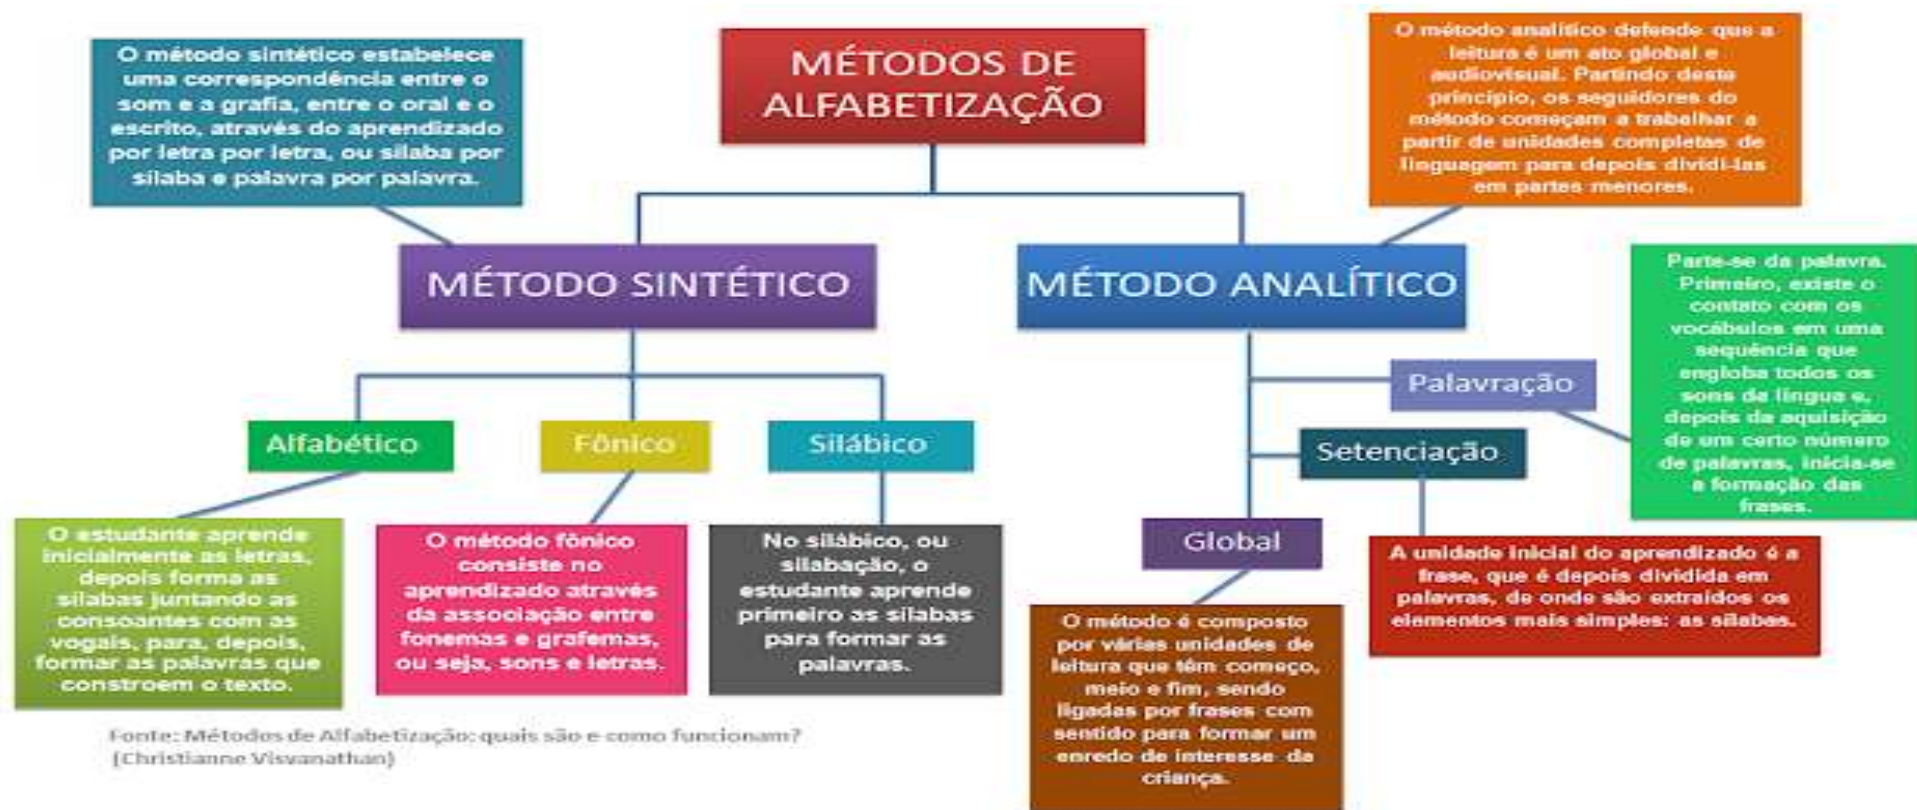 MÉTODOS DE
ALFABETIZAÇÃO
O método sintético estabelece
uma correspondência entre o
som e a grafia, entre o oral e o
escrito, através do aprendizado
por letra por letra, ou sílaba por
sílaba e palavra por palavra.
O método analítico defende que a
leitura é um ato global e
audiovisual. Partindo deste
princípio, os seguidores do
método começam a trabalhar a
partir de unidades completas de
linguagem para depois dividi-las
em partes menores.
MÉTODO SINTÉTICO
MÉTODO ANALÍTICO
Alfabético
Fônico
Silábico
Palavração
Setenciação
Global
O estudante aprende
inicialmente as letras,
depois forma as
sílabas juntando as
consoantes com as
vogais, para, depois,
formar as palavras que
constroem o texto.
O método fônico
consiste no
aprendizado através
da associação entre
fonemas e grafemas,
ou seja, sons e letras.
No silábico, ou
silabação, o
estudante aprende
primeiro as sílabas
para formar as
palavras.
Parte-se da palavra.
Primeiro, existe o
contato com os
vocábulos em uma
sequência que
engloba todos os
sons da língua e,
depois da aquisição
de um certo número
de palavras, inicia-se
a formação das
frases.
A unidade inicial do aprendizado é a
frase, que é depois dividida em
palavras, de onde são extraídos os
elementos mais simples: as sílabas.
O método é composto
por várias unidades de
leitura que têm começo,
meio e fim, sendo
ligadas por frases com
sentido para formar um
enredo de interesse da
criança.
Fonte: Métodos de Alfabetização: quais são e como funcionam?
(Christianne Visvanathan)